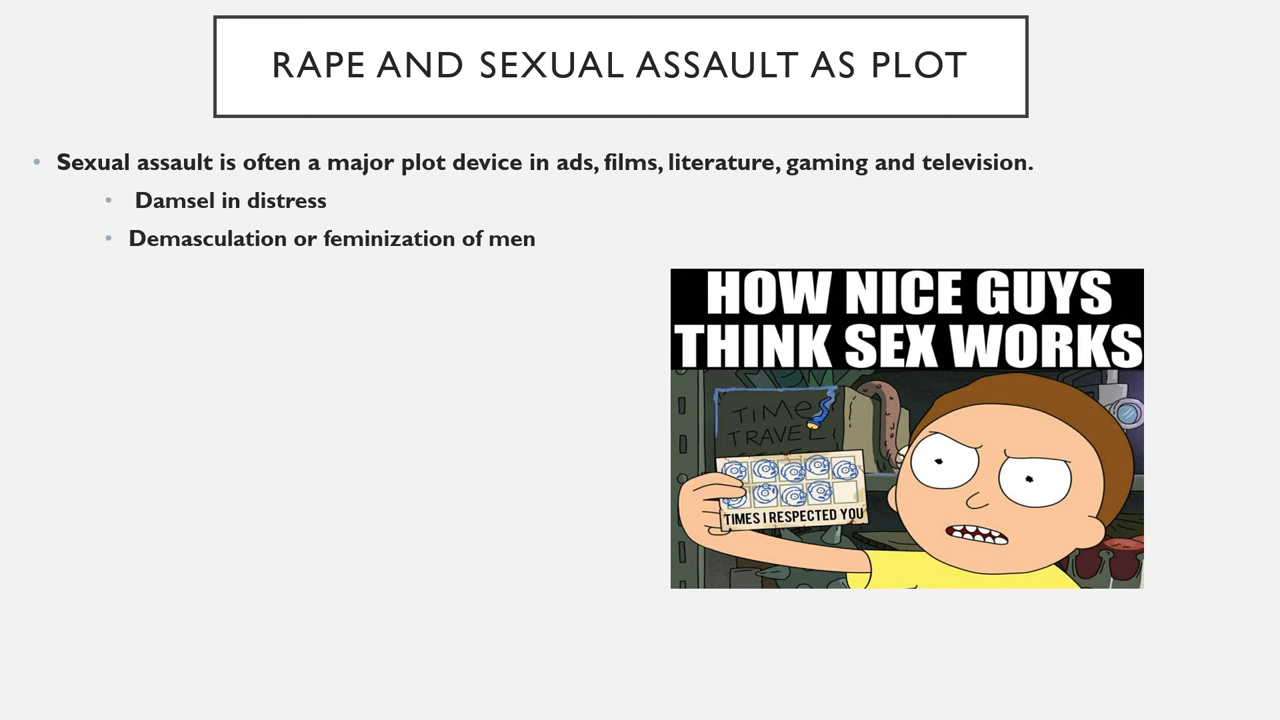 RAPE AND SEXUAL ASSAULT AS PLOT
• Sexual assault is often a major plot device in ads, films, literature, gaming and television.
• Damsel in distress
• Demasculation or feminization of men
HOW NICE GUYS
THINK SEX WORKS
TIME
TRAVEL
TIMES I RESPECTED YOU